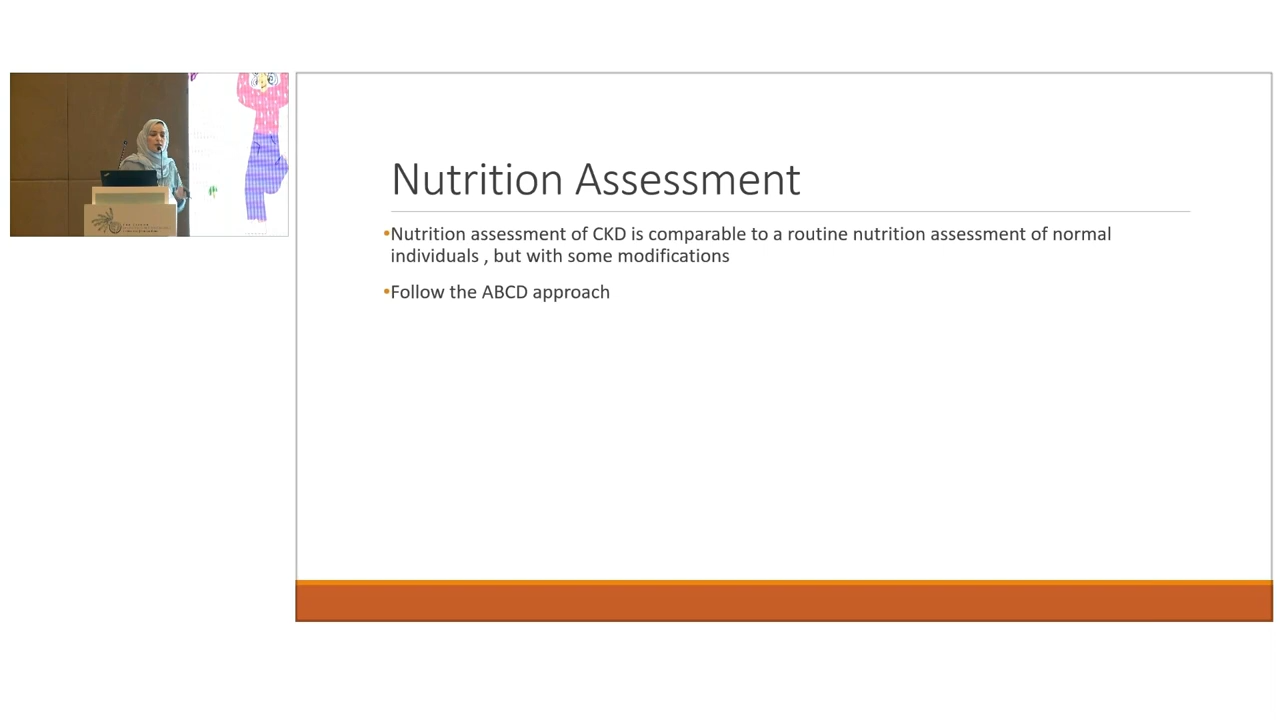 Nutrition Assessment
•Nutrition assessment of CKD is comparable to a routine nutrition assessment of normal
individuals , but with some modifications
•Follow the ABCD approach